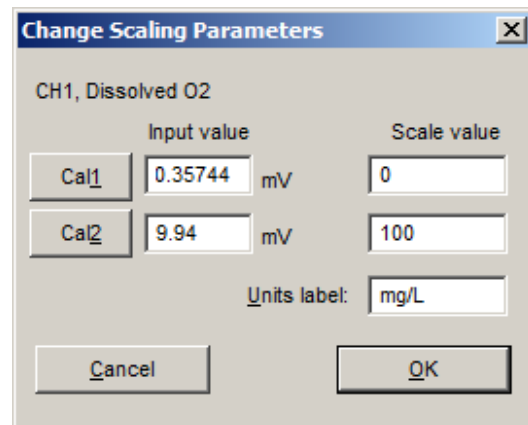 Change Scaling Parameters
CH1, Dissolved O2
Input value Scale value
Cal1 0.35744 mV 0
Cal2 9.94 mV 100
Units label: mg/L
Cancel OK